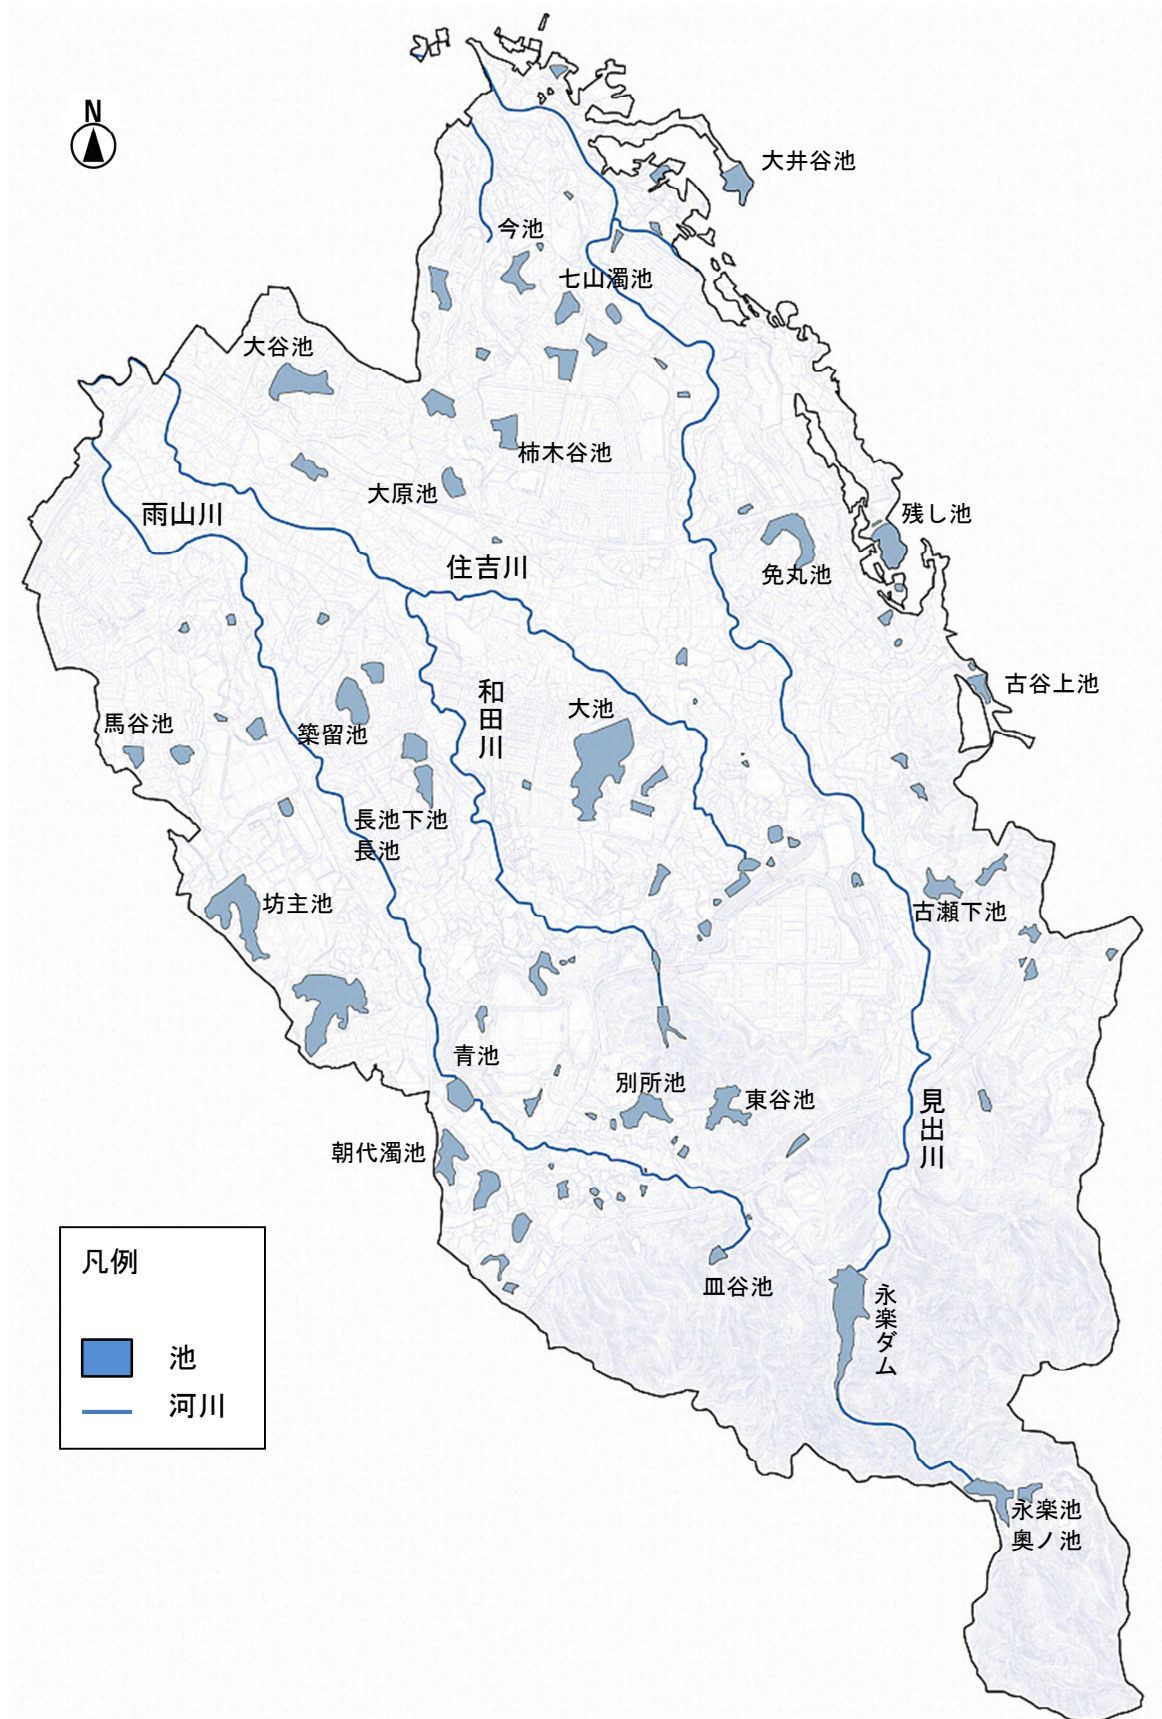 N
大井谷池
今池
七山濁池
大谷池
柿木谷池
大原池
雨山川
残し池
住吉川
免丸池
古谷上池
和田川
大池
馬谷池
築留池
長池下池
長池
坊主池
古瀬下池
青池
別所池
東谷池
見出川
朝代濁池
凡例
皿谷池
永楽ダム
池
河川
永楽池
奥ノ池